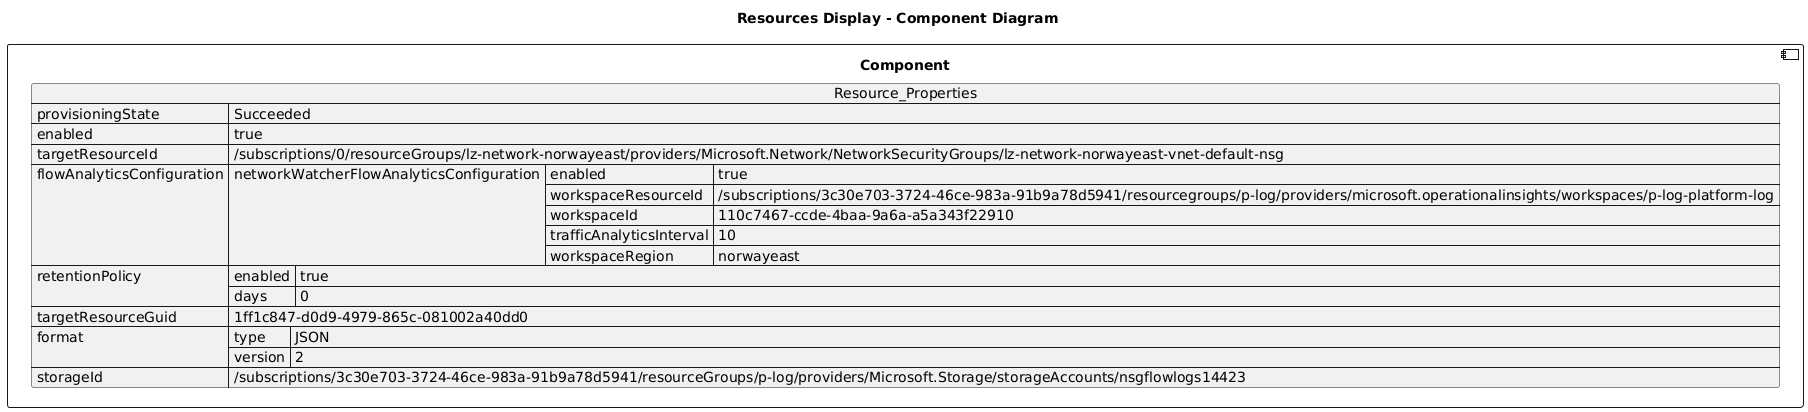 Resources Display - Component Diagram
Component
Resource_Properties
provisioningState Succeeded
enabled true
targetResourceId /subscriptions/0/resourceGroups/lz-network-norwayeast/providers/Microsoft.Network/NetworkSecurityGroups/lz-network-norwayeast-vnet-default-nsg
flowAnalyticsConfiguration networkWatcherFlowAnalyticsConfiguration enabled true
workspaceResourceId /subscriptions/3c30e703-3724-46ce-983a-91b9a78d5941/resourcegroups/p-log/providers/microsoft.operationalinsights/workspaces/p-log-platform-log
workspaceId 110c7467-ccde-4baa-9a6a-a5a343f22910
trafficAnalyticsInterval 10
workspaceRegion norwayeast
retentionPolicy enabled true
days 0
targetResourceGuid 1ff1c847-d0d9-4979-865c-081002a40dd0
format type JSON
version 2
storageId /subscriptions/3c30e703-3724-46ce-983a-91b9a78d5941/resourceGroups/p-log/providers/Microsoft.Storage/storageAccounts/nsgflowlogs14423